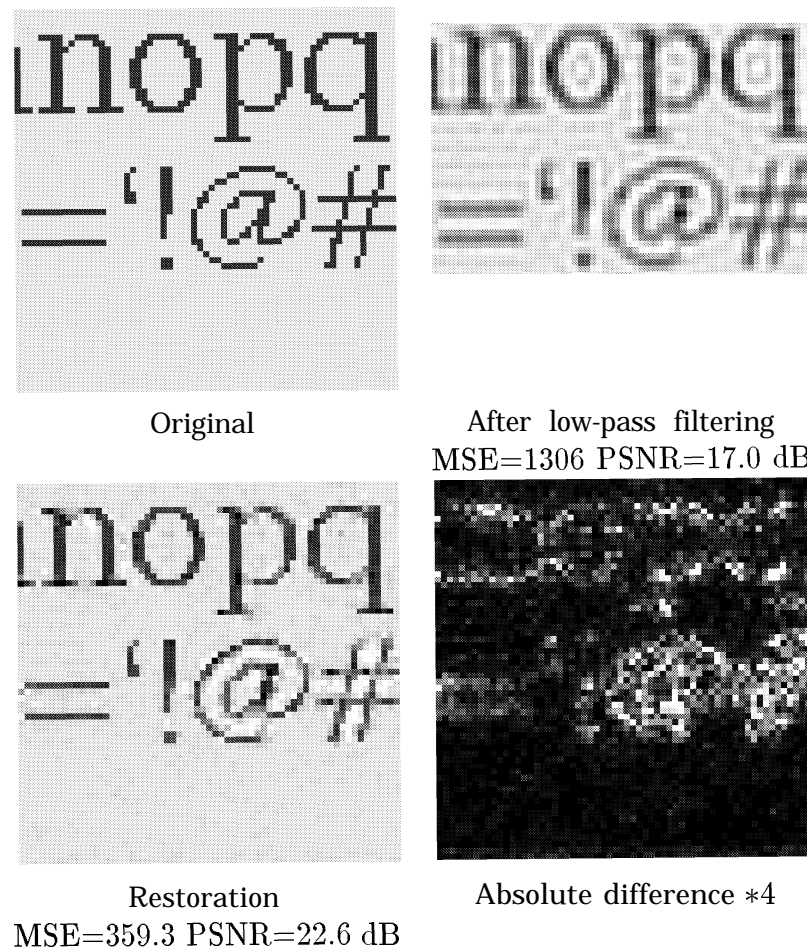 nopq
nopq
='!@#
='!@#
Original
After low-pass filtering
MSE=1306 PSNR=17.0 dB
nopq
='!@#
Restoration
Absolute difference *4
MSE=359.3 PSNR=22.6 dB